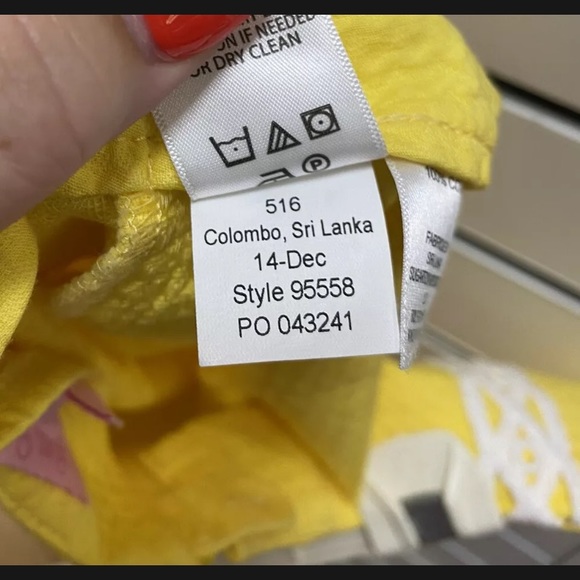 ON IF NEEDED
OR DRY CLEAN
P
516
Colombo, Sri Lanka
14-Dec
Style 95558
PO 043241